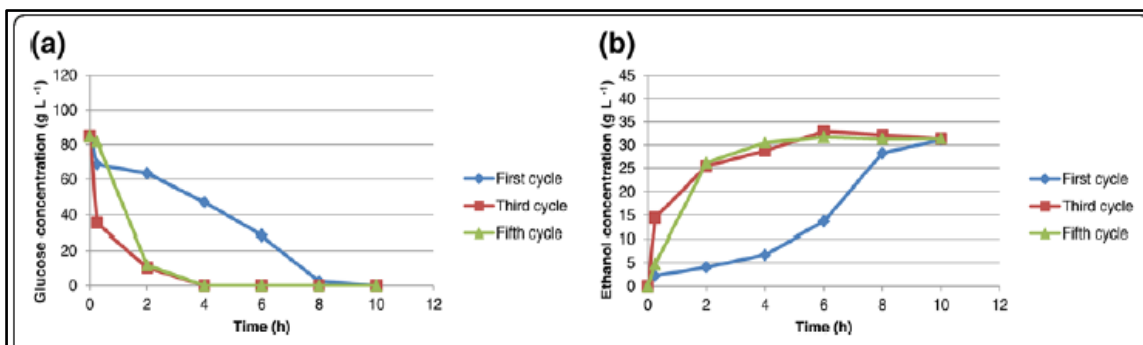 (a)
Glucose concentration (g L -1)
120
100
80
60
40
20
0
0 2 4 6 8 10 12
Time (h)
First cycle
Third cycle
Fifth cycle
(b)
Ethanol concentration (g L -1)
45
40
35
30
25
20
15
10
5
0
0 2 4 6 8 10 12
Time (h)
First cycle
Third cycle
Fifth cycle